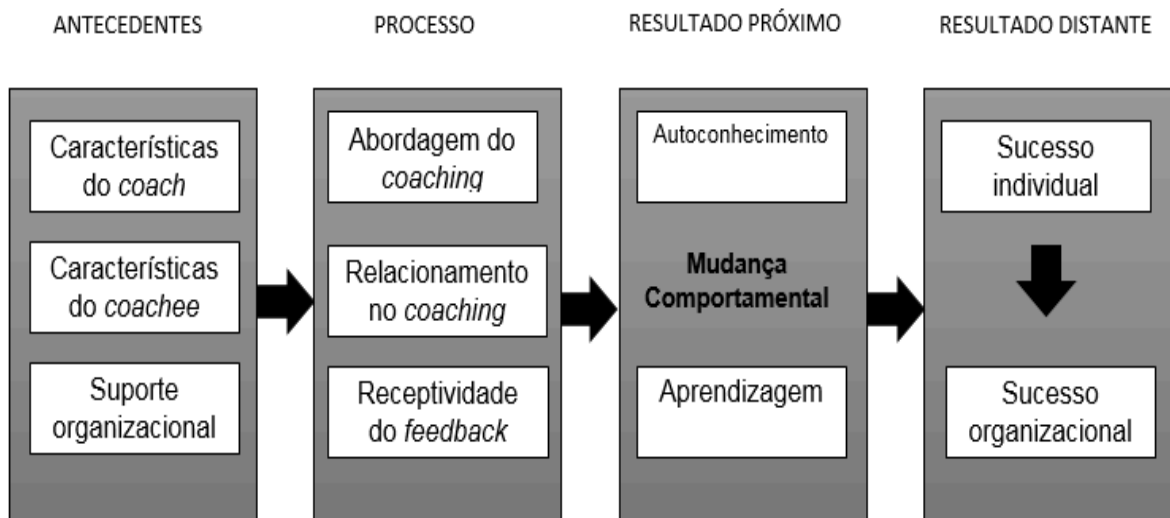 ANTECEDENTES
PROCESSO
RESULTADO PRÓXIMO
RESULTADO DISTANTE
Características
do coach
Características
do coachee
Suporte
organizacional
Abordagem do
coaching
Relacionamento
no coaching
Receptividade
do feedback
Autoconhecimento
Mudança
Comportamental
Aprendizagem
Sucesso
individual
Sucesso
organizacional